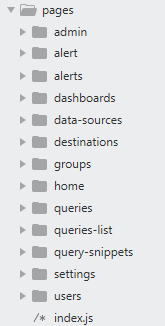 pages
admin
alert
alerts
dashboards
data-sources
destinations
groups
home
queries
queries-list
query-snippets
settings
users
/* index.js